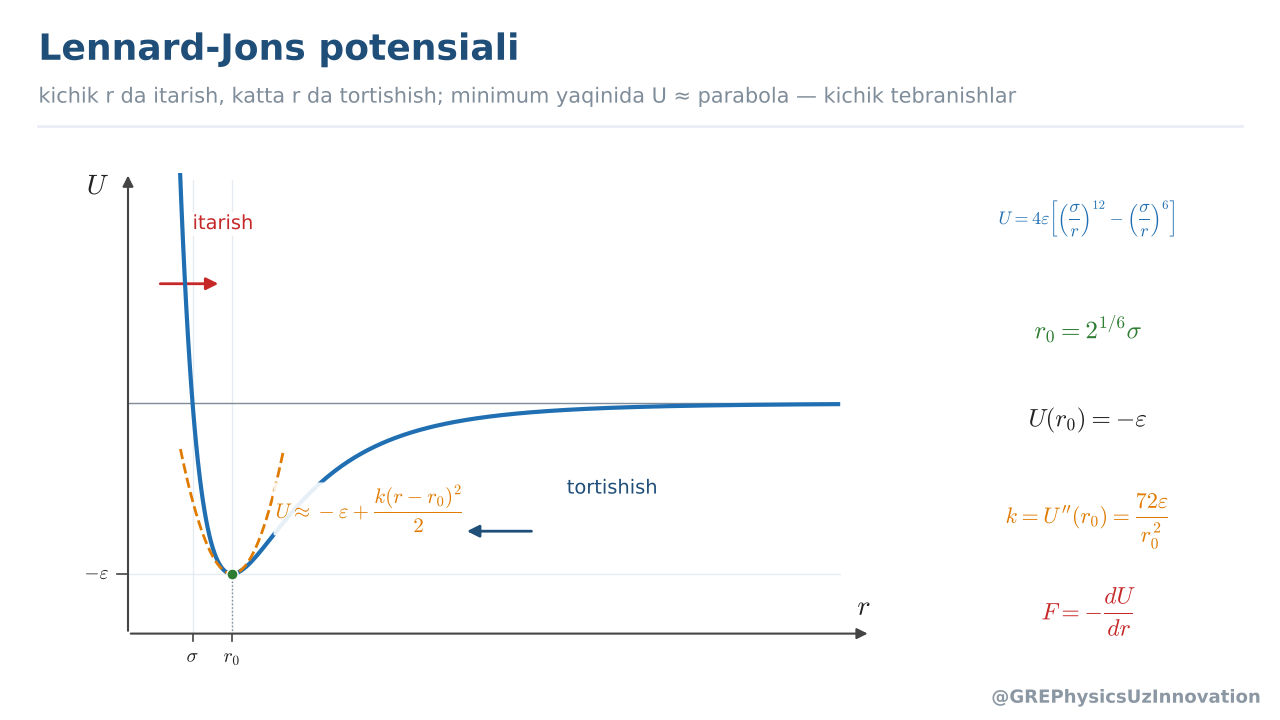 Lennard-Jons potensiali
kichik r da itarish, katta r da tortishish; minimum yaqinida U ≈ parabola — kichik tebranishlar
U
itarish
U = 4ε[(σ/r)^12 − (σ/r)^6]
r₀ = 2^{1/6}σ
U(r₀) = −ε
tortishish
U ≈ −ε + k(r − r₀)²/2
k = U″(r₀) = 72ε/r₀²
−ε
r
F = −dU/dr
σ r₀
@GREPhysicsUzInnovation